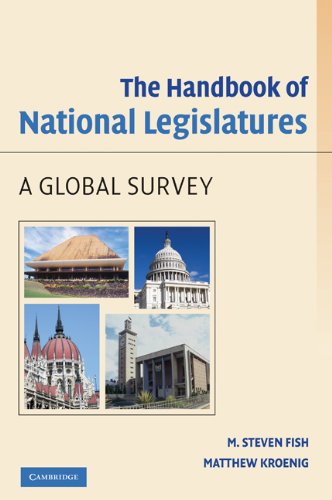 The Handbook of
National Legislatures
A GLOBAL SURVEY
M. STEVEN FISH
MATTHEW KROENIG
CAMBRIDGE